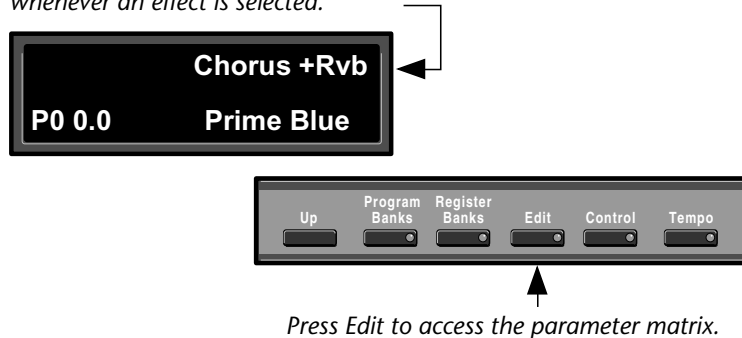 whenever an effect is selected.
Chorus +Rvb
P0 0.0 Prime Blue
Up Program Banks Register Banks Edit Control Tempo
Press Edit to access the parameter matrix.